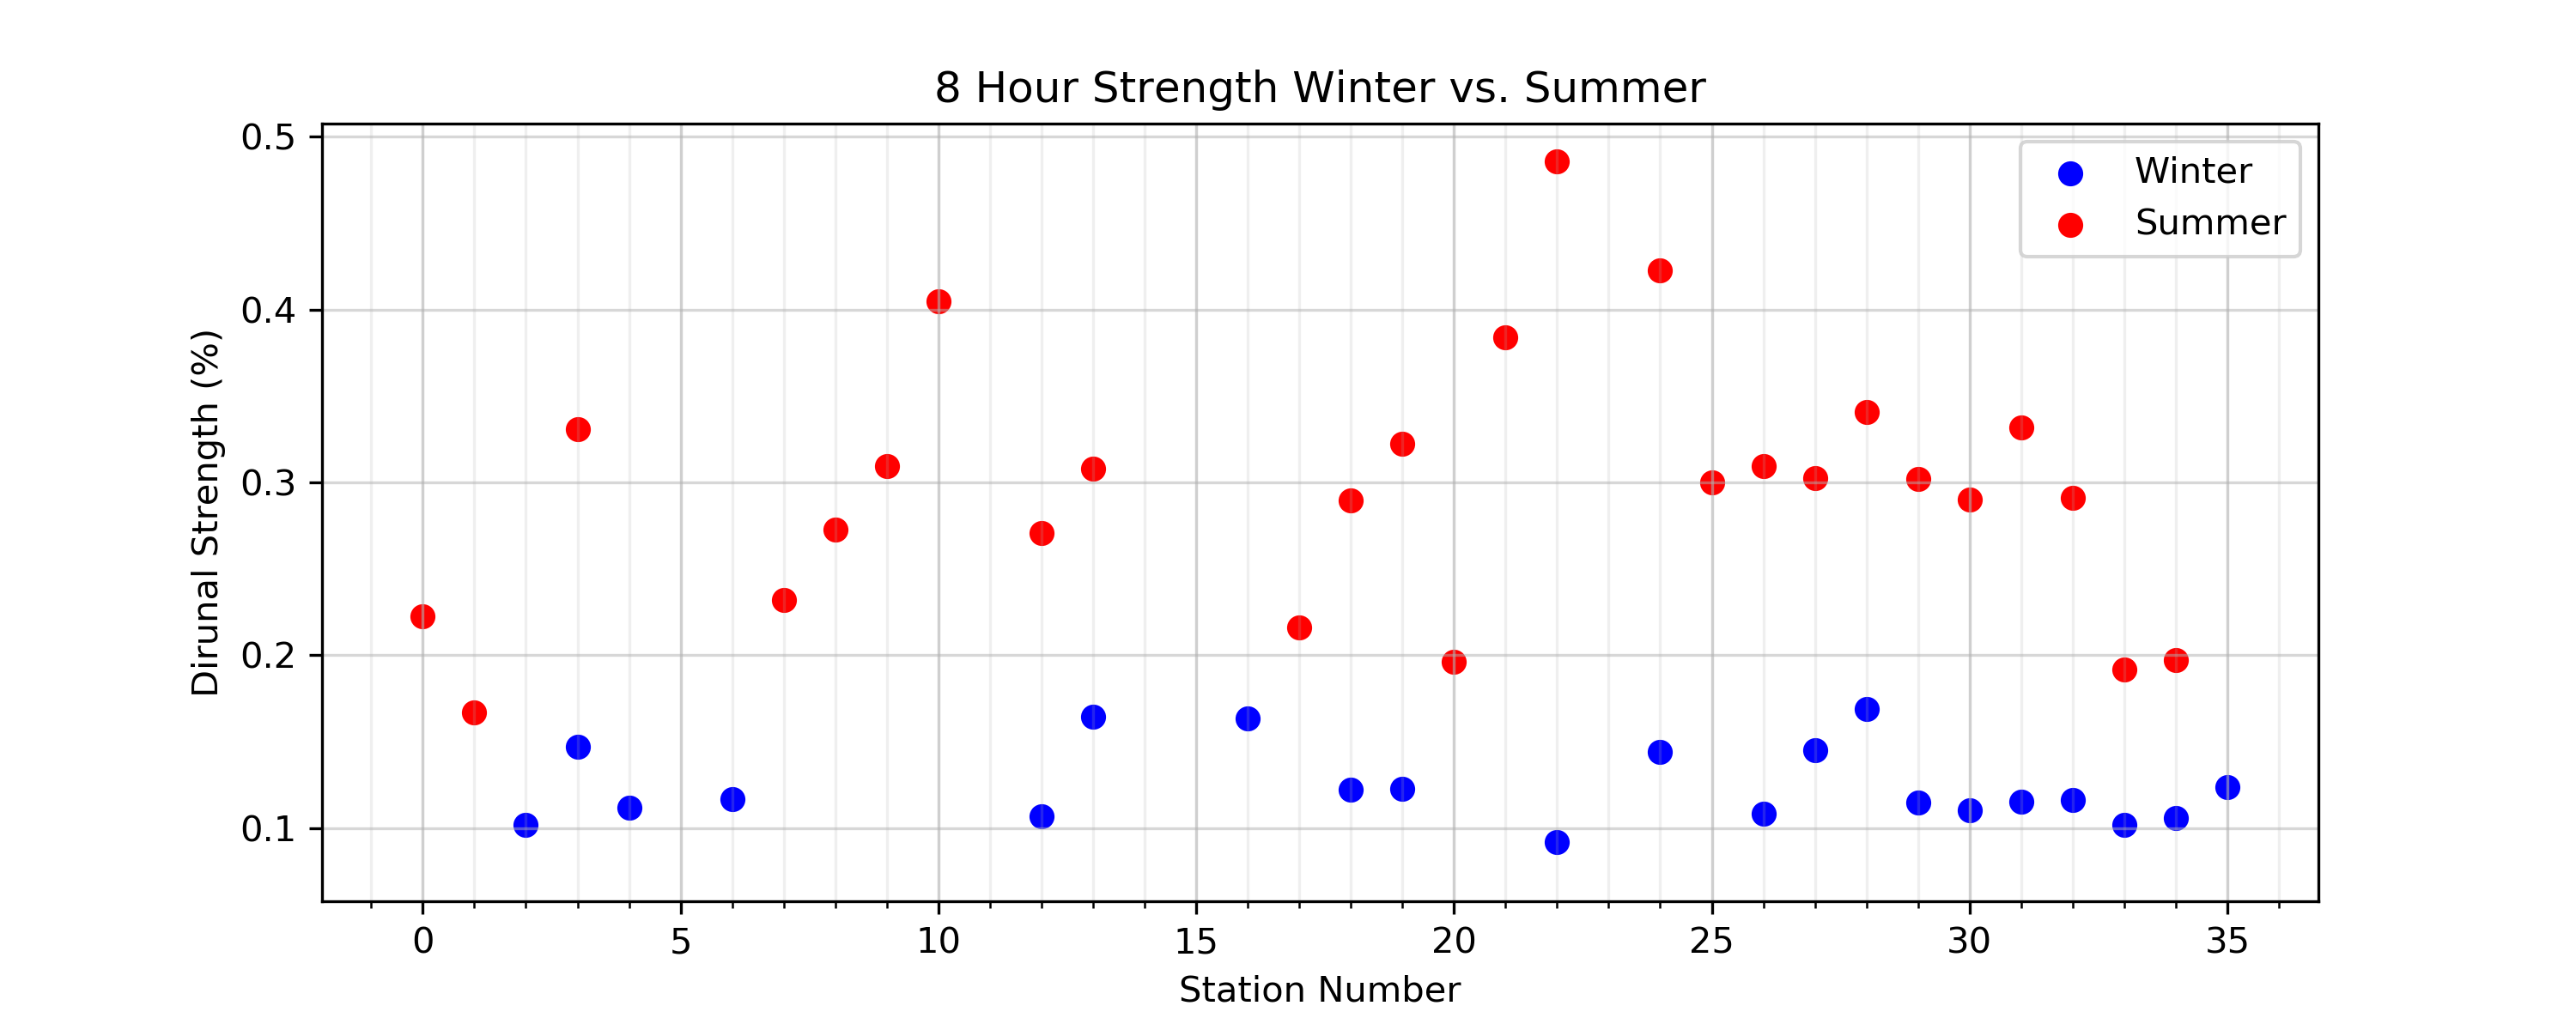 8 Hour Strength Winter vs. Summer
0.5
0.4
0.3
0.2
0.1
Dirunal Strength (%)
Winter
Summer
0 5 10 15 20 25 30 35
Station Number